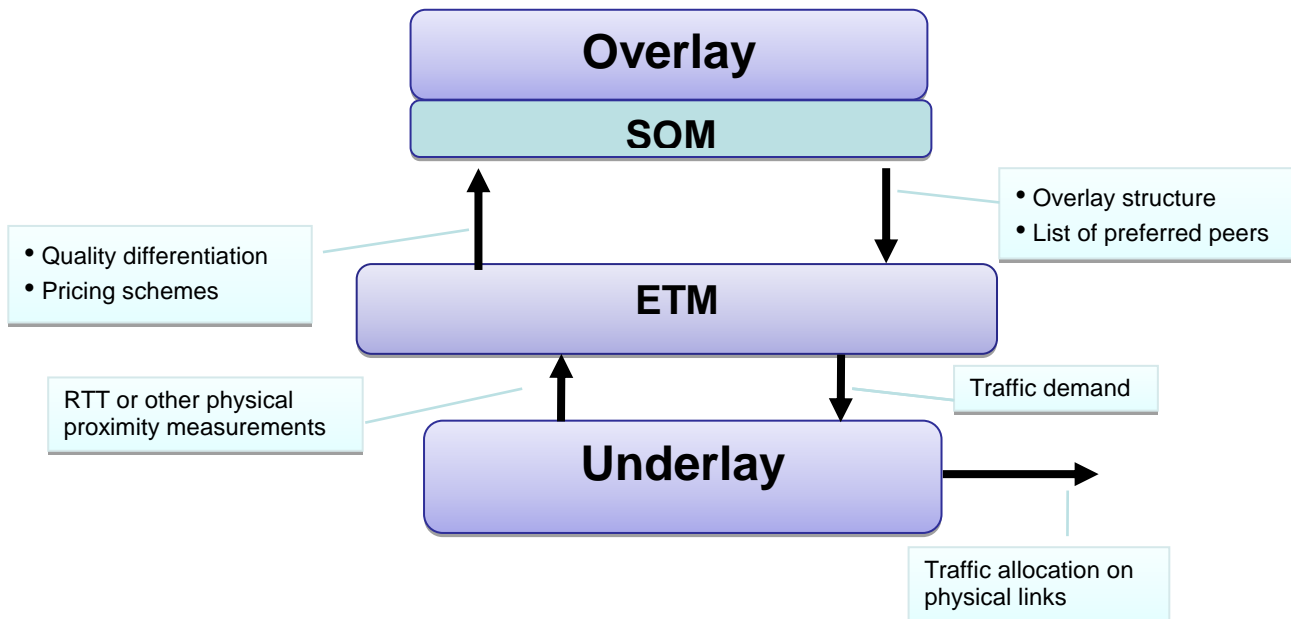 Overlay
SOM
• Overlay structure
• List of preferred peers
• Quality differentiation
• Pricing schemes
ETM
RTT or other physical
proximity measurements
Traffic demand
Underlay
Traffic allocation on
physical links